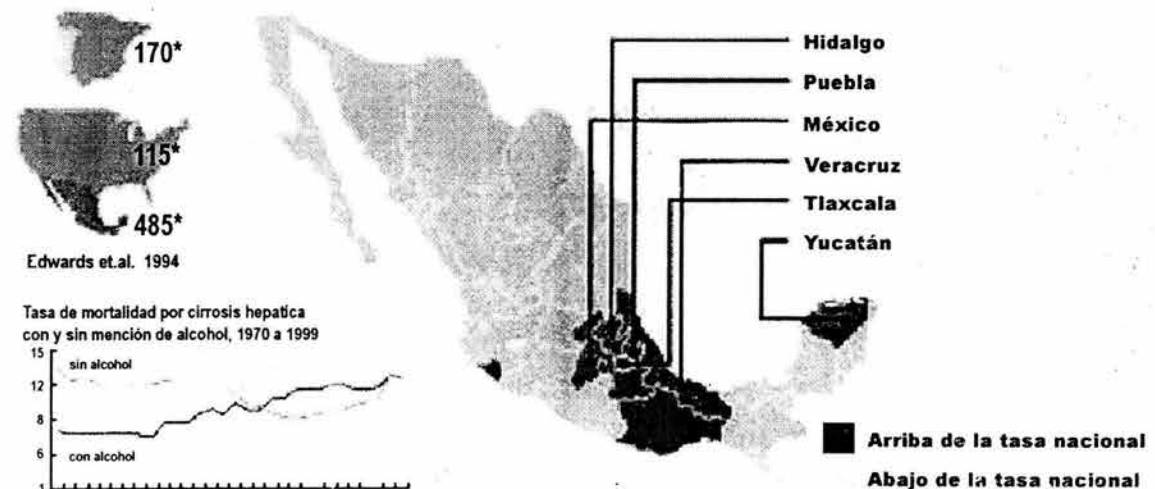 170*
115*
485*
Edwards et.al. 1994
Hidalgo
Puebla
México
Veracruz
Tlaxcala
Yucatán
Tasa de mortalidad por cirrosis hepatica
con y sin mención de alcohol, 1970 a 1999
15
sin alcohol
12
8
6
con alcohol
1
Arriba de la tasa nacional
Abajo de la tasa nacional